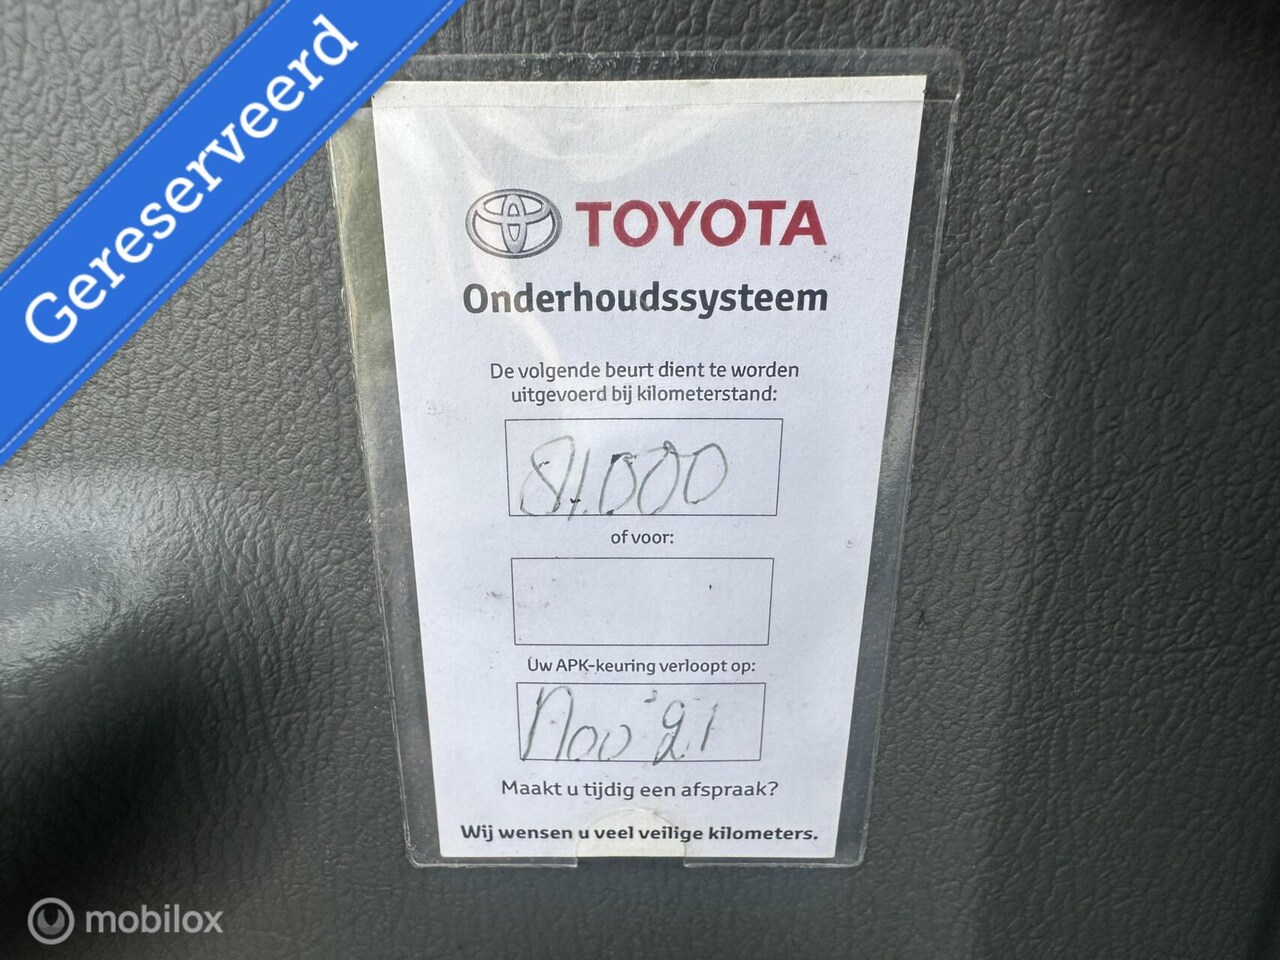 Gereserveerd
TOYOTA
Onderhoudssysteem
De volgende beurt dient te worden
uitgevoerd bij kilometerstand:
81.000
of voor:
Uw APK-keuring verloopt op:
Nov '21
Maakt u tijdig een afspraak?
Wij wensen u veel veilige kilometers.
mobilox